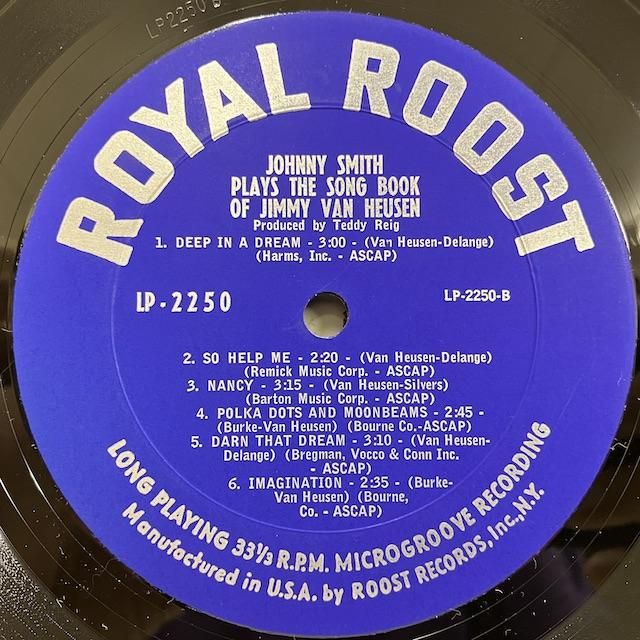 LP2250 B
ROYAL ROOST
JOHNNY SMITH
PLAYS THE SONG BOOK
OF JIMMY VAN HEUSEN
Produced by Teddy Reig
1. DEEP IN A DREAM - 3:00 - (Van Heusen-Delange)
(Harms, Inc. - ASCAP)
LP-2250
LP-2250-B
2. SO HELP ME - 2:20 - (Van Heusen-Delange)
(Remick Music Corp. - ASCAP)
3. NANCY - 3:15 - (Van Heusen-Silvers)
(Barton Music Corp. - ASCAP)
4. POLKA DOTS AND MOONBEAMS - 2:45 -
(Burke-Van Heusen) (Bourne Co.-ASCAP)
5. DARN THAT DREAM - 3:10 - (Van Heusen-
Delange) (Bregman, Vocco & Conn Inc.
- ASCAP)
6. IMAGINATION - 2:35 - (Burke-
Van Heusen) (Bourne,
Co. - ASCAP)
LONG PLAYING 33⅓ R.P.M. MICROGROOVE RECORDING
Manufactured in U.S.A. by ROOST RECORDS, Inc., N.Y.